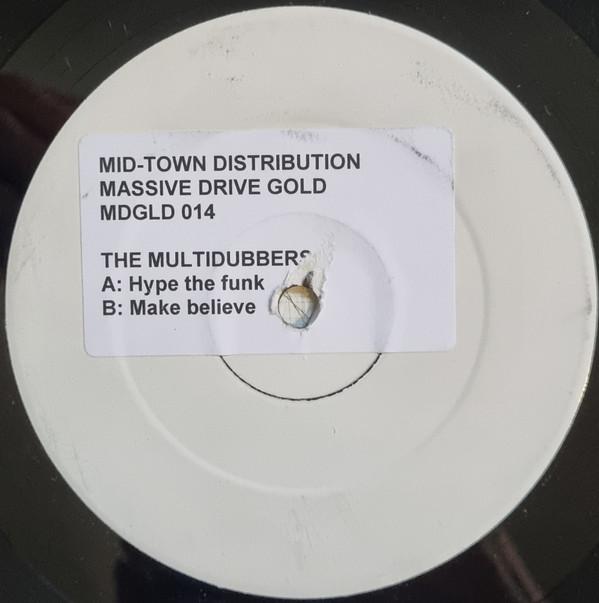 MID-TOWN DISTRIBUTION
MASSIVE DRIVE GOLD
MDGLD 014
THE MULTIDUBBERS
A: Hype the funk
B: Make believe